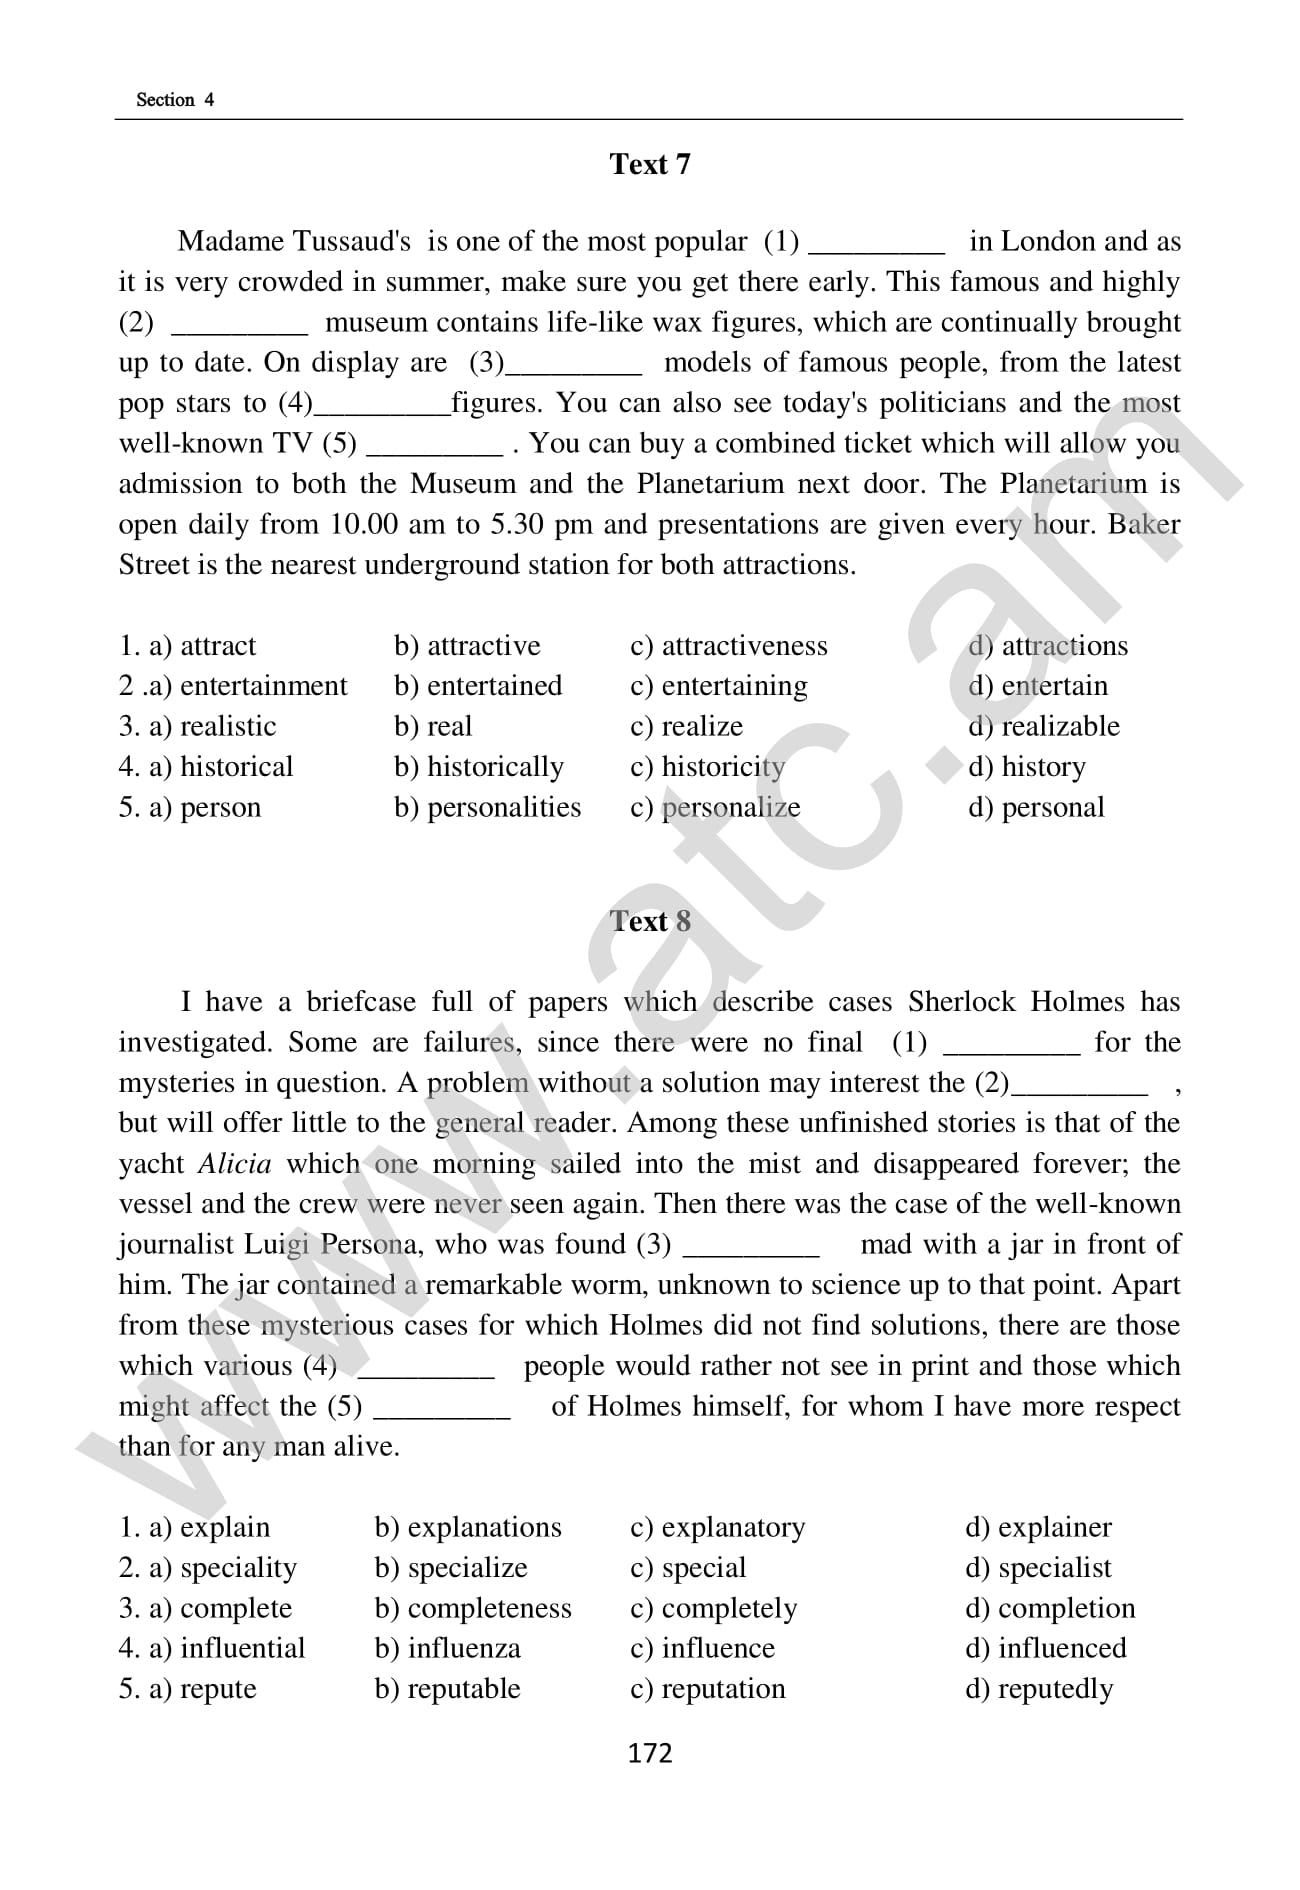 Section 4
Text 7
Madame Tussaud's is one of the most popular (1) _________ in London and as
it is very crowded in summer, make sure you get there early. This famous and highly
(2) _________ museum contains life-like wax figures, which are continually brought
up to date. On display are (3)_________ models of famous people, from the latest
pop stars to (4)_________figures. You can also see today's politicians and the most
well-known TV (5) _________ . You can buy a combined ticket which will allow you
admission to both the Museum and the Planetarium next door. The Planetarium is
open daily from 10.00 am to 5.30 pm and presentations are given every hour. Baker
Street is the nearest underground station for both attractions.
1. a) attract b) attractive c) attractiveness d) attractions
2 .a) entertainment b) entertained c) entertaining d) entertain
3. a) realistic b) real c) realize d) realizable
4. a) historical b) historically c) historicity d) history
5. a) person b) personalities c) personalize d) personal
Text 8
I have a briefcase full of papers which describe cases Sherlock Holmes has
investigated. Some are failures, since there were no final (1) _________ for the
mysteries in question. A problem without a solution may interest the (2)_________ ,
but will offer little to the general reader. Among these unfinished stories is that of the
yacht Alicia which one morning sailed into the mist and disappeared forever; the
vessel and the crew were never seen again. Then there was the case of the well-known
journalist Luigi Persona, who was found (3) _________ mad with a jar in front of
him. The jar contained a remarkable worm, unknown to science up to that point. Apart
from these mysterious cases for which Holmes did not find solutions, there are those
which various (4) _________ people would rather not see in print and those which
might affect the (5) _________ of Holmes himself, for whom I have more respect
than for any man alive.
1. a) explain b) explanations c) explanatory d) explainer
2. a) speciality b) specialize c) special d) specialist
3. a) complete b) completeness c) completely d) completion
4. a) influential b) influenza c) influence d) influenced
5. a) repute b) reputable c) reputation d) reputedly
172
www.atc.am